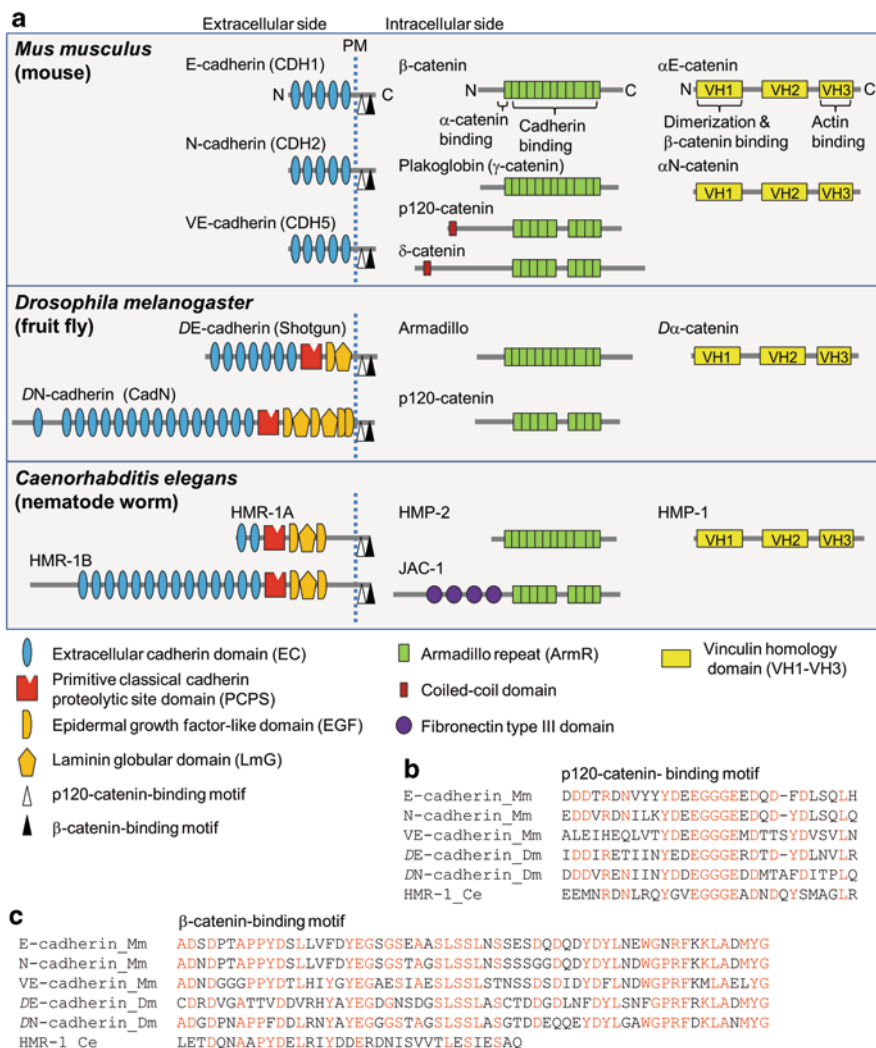 a
Extracellular side Intracellular side
PM
Mus musculus
(mouse)
E-cadherin (CDH1)
N C
N-cadherin (CDH2)
VE-cadherin (CDH5)
β-catenin
N C
α-catenin
binding
Cadherin
binding
Plakoglobin (γ-catenin)
p120-catenin
δ-catenin
αE-catenin
N VH1 VH2 VH3 C
Dimerization &
β-catenin binding
Actin
binding
αN-catenin
VH1 VH2 VH3
Drosophila melanogaster
(fruit fly)
DE-cadherin (Shotgun)
DN-cadherin (CadN)
Armadillo
p120-catenin
Dα-catenin
VH1 VH2 VH3
Caenorhabditis elegans
(nematode worm)
HMR-1A
HMR-1B
HMP-2
JAC-1
HMP-1
VH1 VH2 VH3
Extracellular cadherin domain (EC)
Primitive classical cadherin
proteolytic site domain (PCPS)
Epidermal growth factor-like domain (EGF)
Laminin globular domain (LmG)
p120-catenin-binding motif
β-catenin-binding motif
Armadillo repeat (ArmR)
Coiled-coil domain
Fibronectin type III domain
Vinculin homology
domain (VH1-VH3)
b
p120-catenin- binding motif
E-cadherin_Mm DDDTRDNVYYYDEEGGGEEDQD-FDLSQLH
N-cadherin_Mm EDDVRDNILKYDEEGGGEEDQD-YDLSQLQ
VE-cadherin_Mm ALEIHEQLVTYDEEGGGEMDTTSYDVSVLN
DE-cadherin_Dm IDDIRETIINYEDEGGGERDTD-YDLNVLR
DN-cadherin_Dm DDVRENIINYDDEGGGEDDMTAFDITPLQ
HMR-1_Ce EEMNRDNLRQYGVEGGGEADNDQYSMAGLR
c
β-catenin-binding motif
E-cadherin_Mm ADSDPTAPPYDSLLVFDYEGSGSEAASLSSLNSSESDQDQDYDYLNEWGNRFKKLADMYG
N-cadherin_Mm ADNDPTAPPYDSLLVFDYEGSGSTAGSLSSLNSSSSGGDQDYDYLNDWGPRFKKLADMYG
VE-cadherin_Mm ADNDGGGPPYDTLHIYGYEGAESIAESLSSLSTNSSDSDIDYDFLNDWGPRFKMLAELYG
DE-cadherin_Dm CDRDVGATTVDDVRHYAYEGDGNSDGSLSSLASCTDDGDLNFDYLSNFGPRFRKLADMYG
DN-cadherin_Dm ADGDPNAPPFDDLRNYAYEGGGSTAGSLSSLASGTDDEQQEYDYLGAWGPRFDKLANMYG
HMR-1_Ce LETDQNAAPYDELRIYDDERDNISVVTLESIESAQ